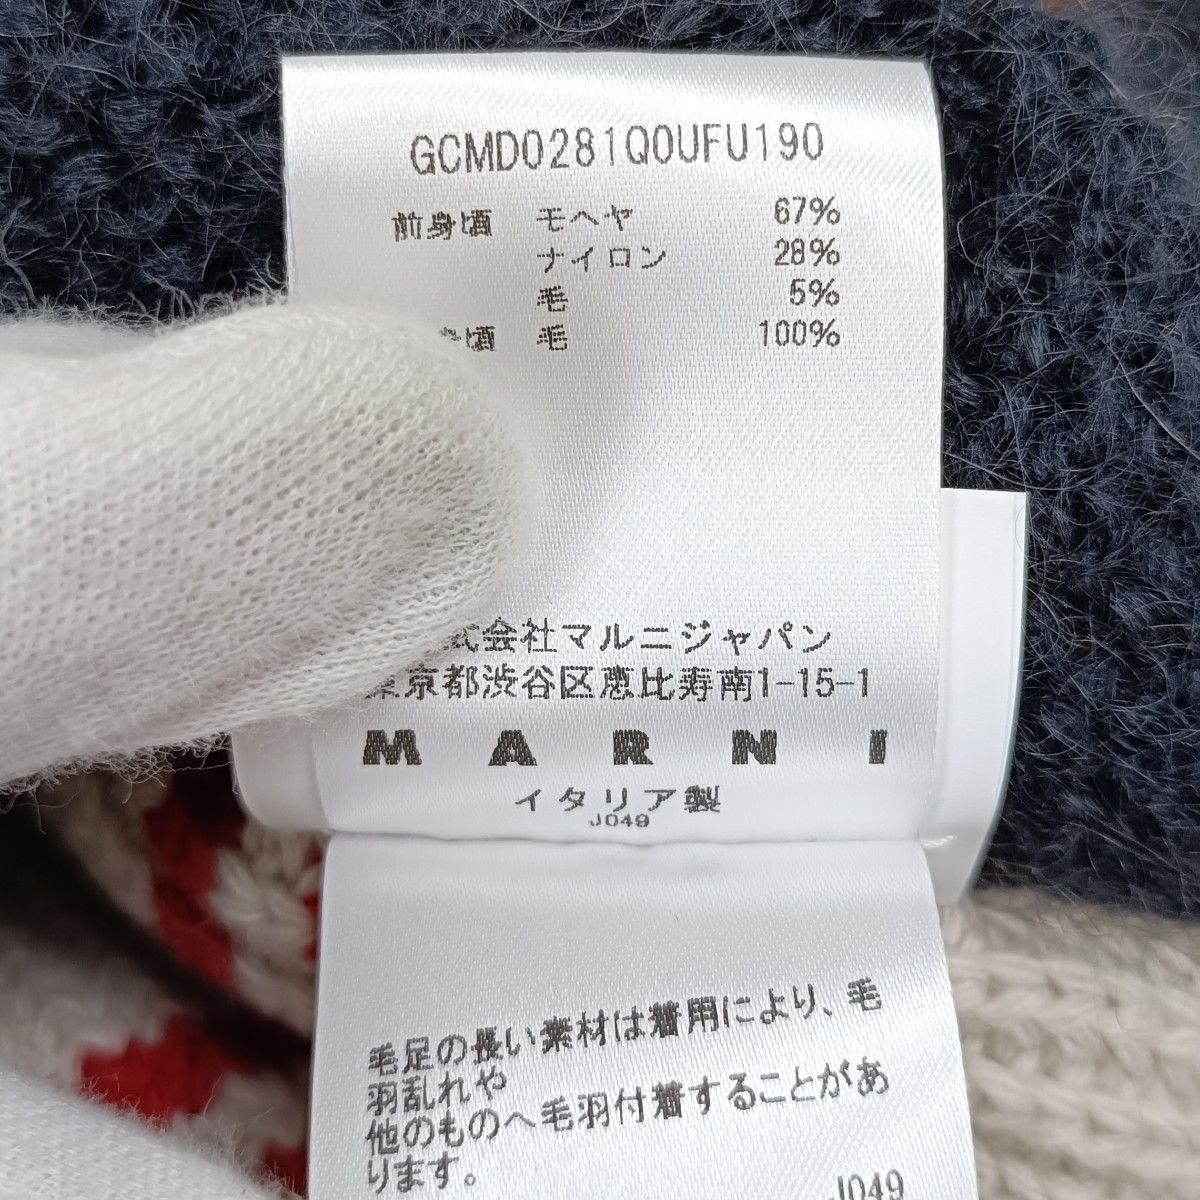 GCMD0281Q0UFU190
前身頃 モヘヤ 67%
ナイロン 28%
毛 5%
身頃 毛 100%
式会社マルニジャパン
東京都渋谷区恵比寿南1-15-1
MARNI
イタリア製
J049
毛足の長い素材は着用により、毛
羽乱れや
他のものへ毛羽付着することがあ
ります。
J049